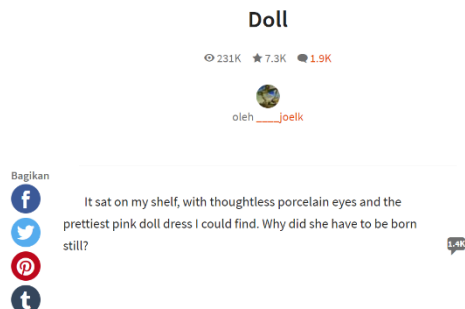 Doll
231K 7.3K 1.9K
oleh ____joelk
Bagikan
It sat on my shelf, with thoughtless porcelain eyes and the
prettiest pink doll dress I could find. Why did she have to be born
still?
1.4K